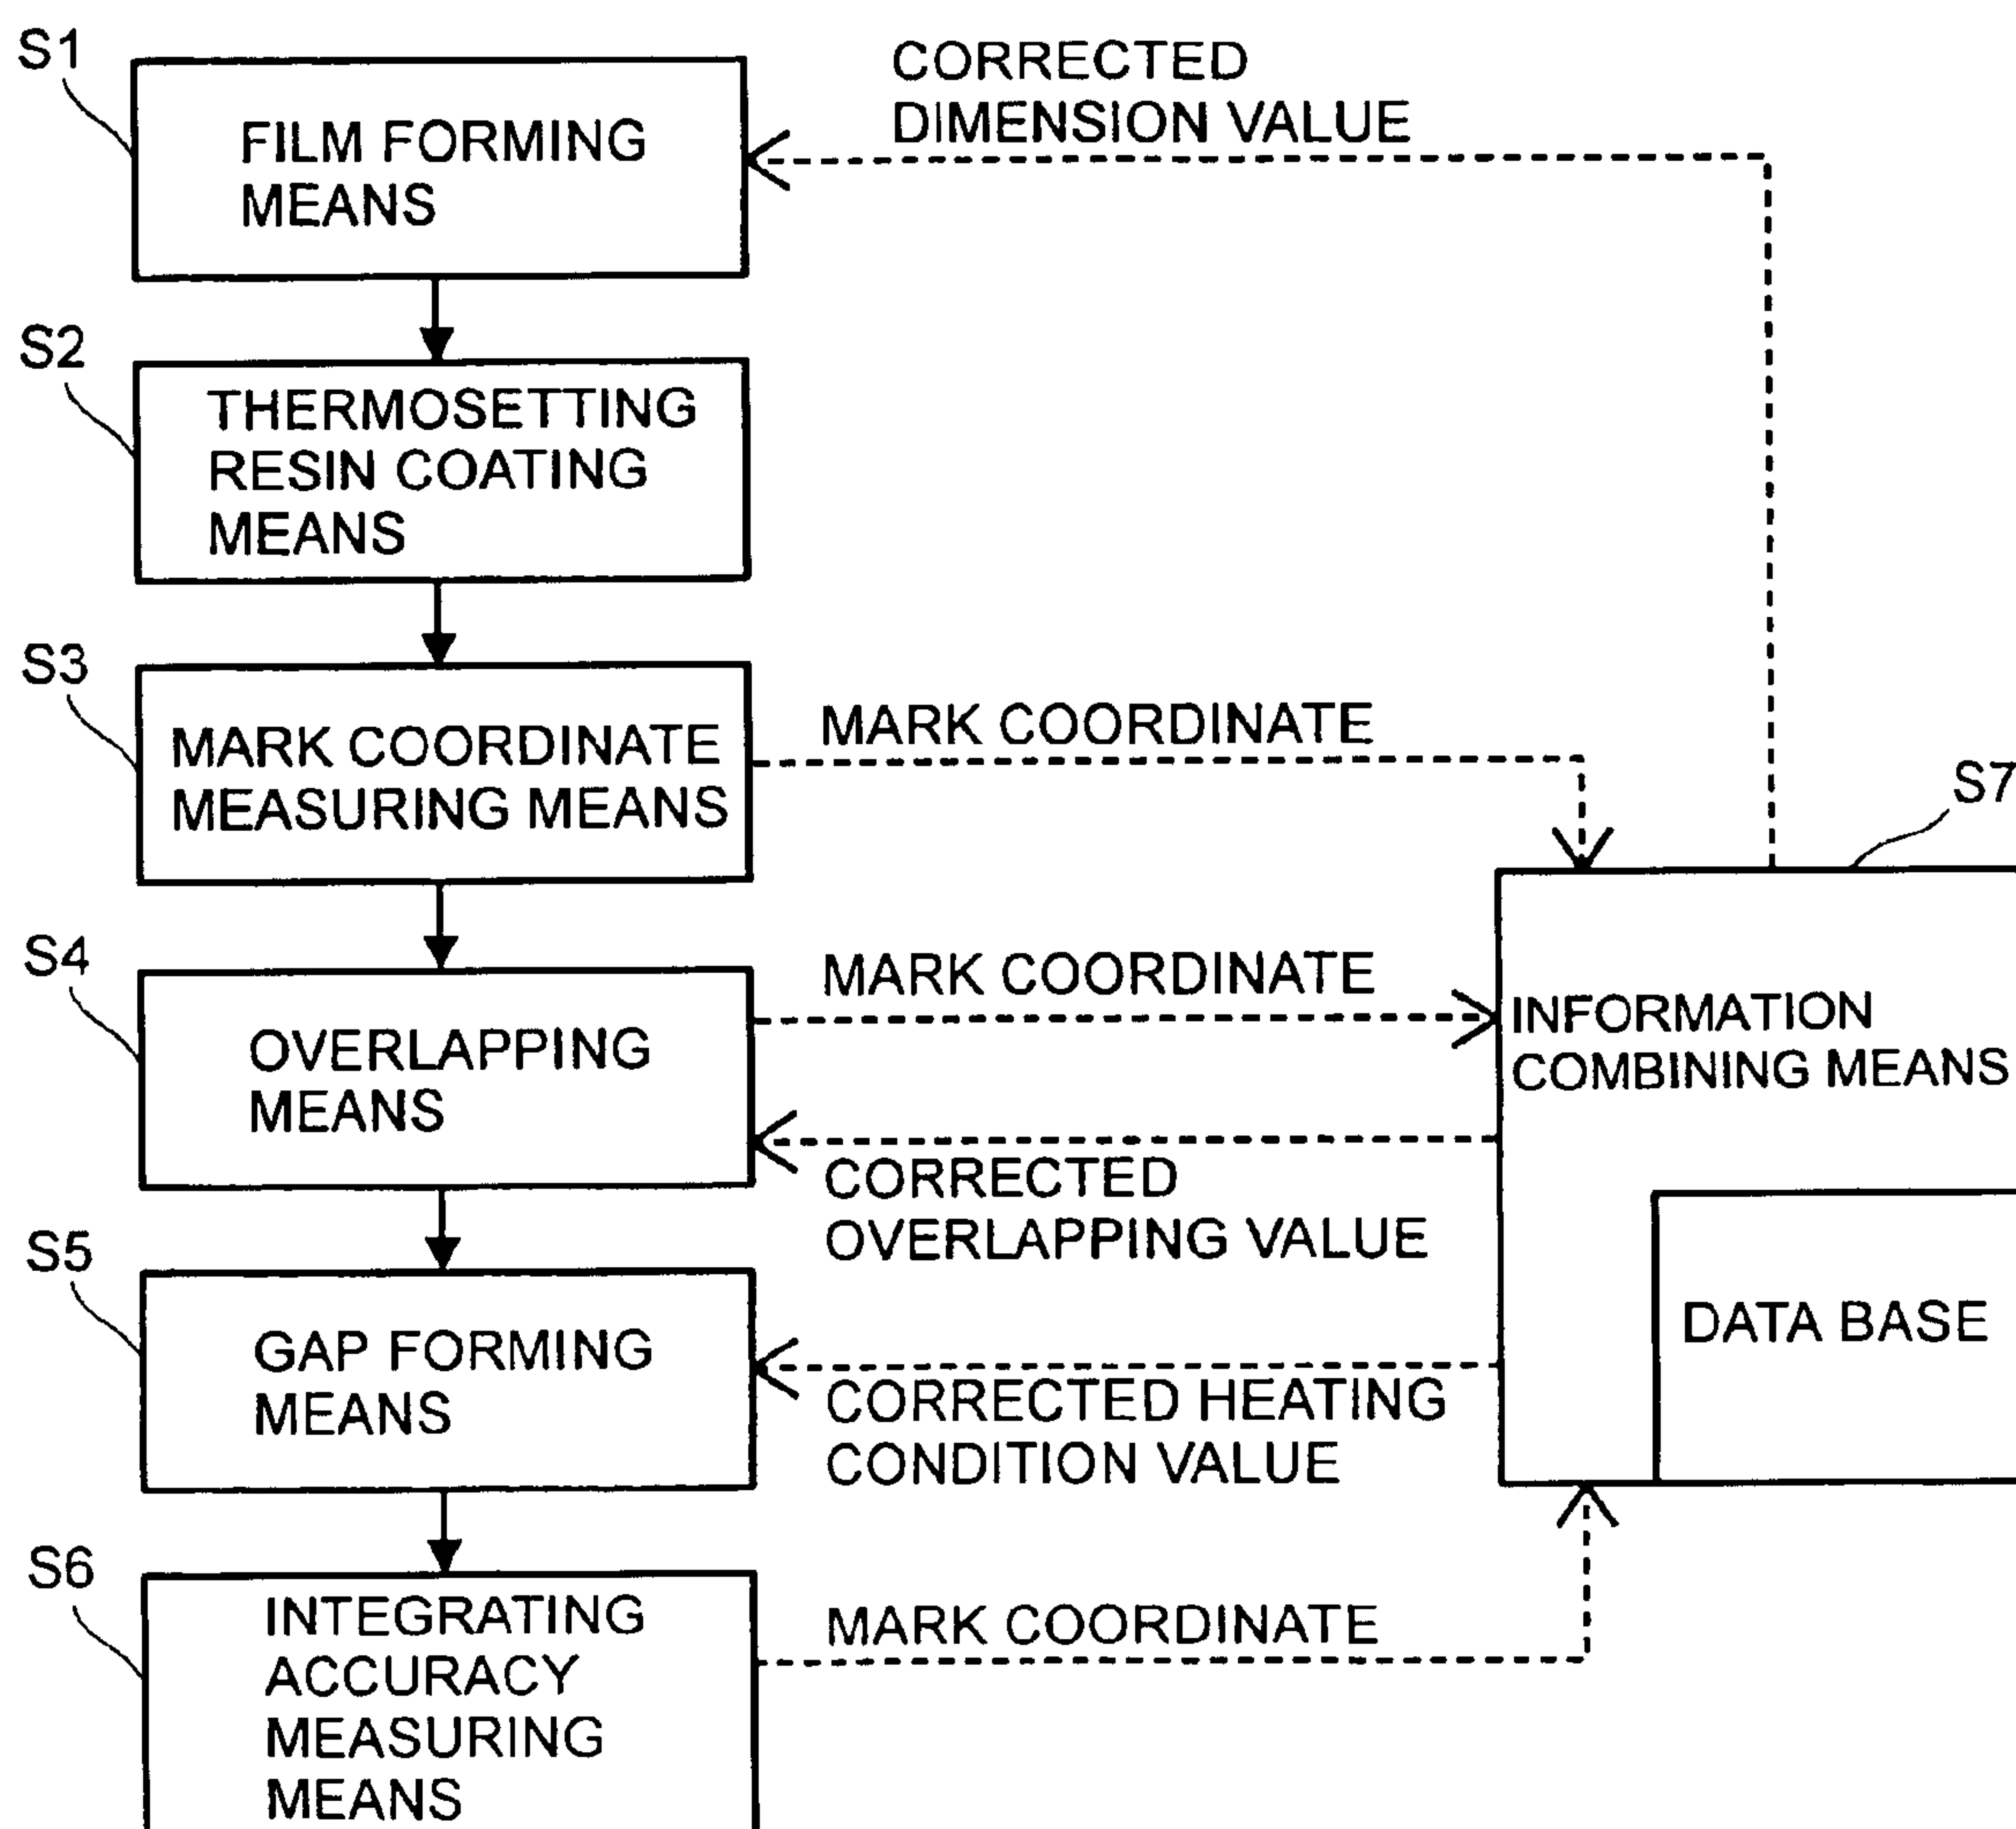 S1
FILM FORMING
MEANS
CORRECTED
DIMENSION VALUE
S2
THERMOSETTING
RESIN COATING
MEANS
S3
MARK COORDINATE
MEASURING MEANS
MARK COORDINATE
S7
S4
OVERLAPPING
MEANS
MARK COORDINATE
INFORMATION
COMBINING MEANS
CORRECTED
OVERLAPPING VALUE
DATA BASE
S5
GAP FORMING
MEANS
CORRECTED HEATING
CONDITION VALUE
S6
INTEGRATING
ACCURACY
MEASURING
MEANS
MARK COORDINATE